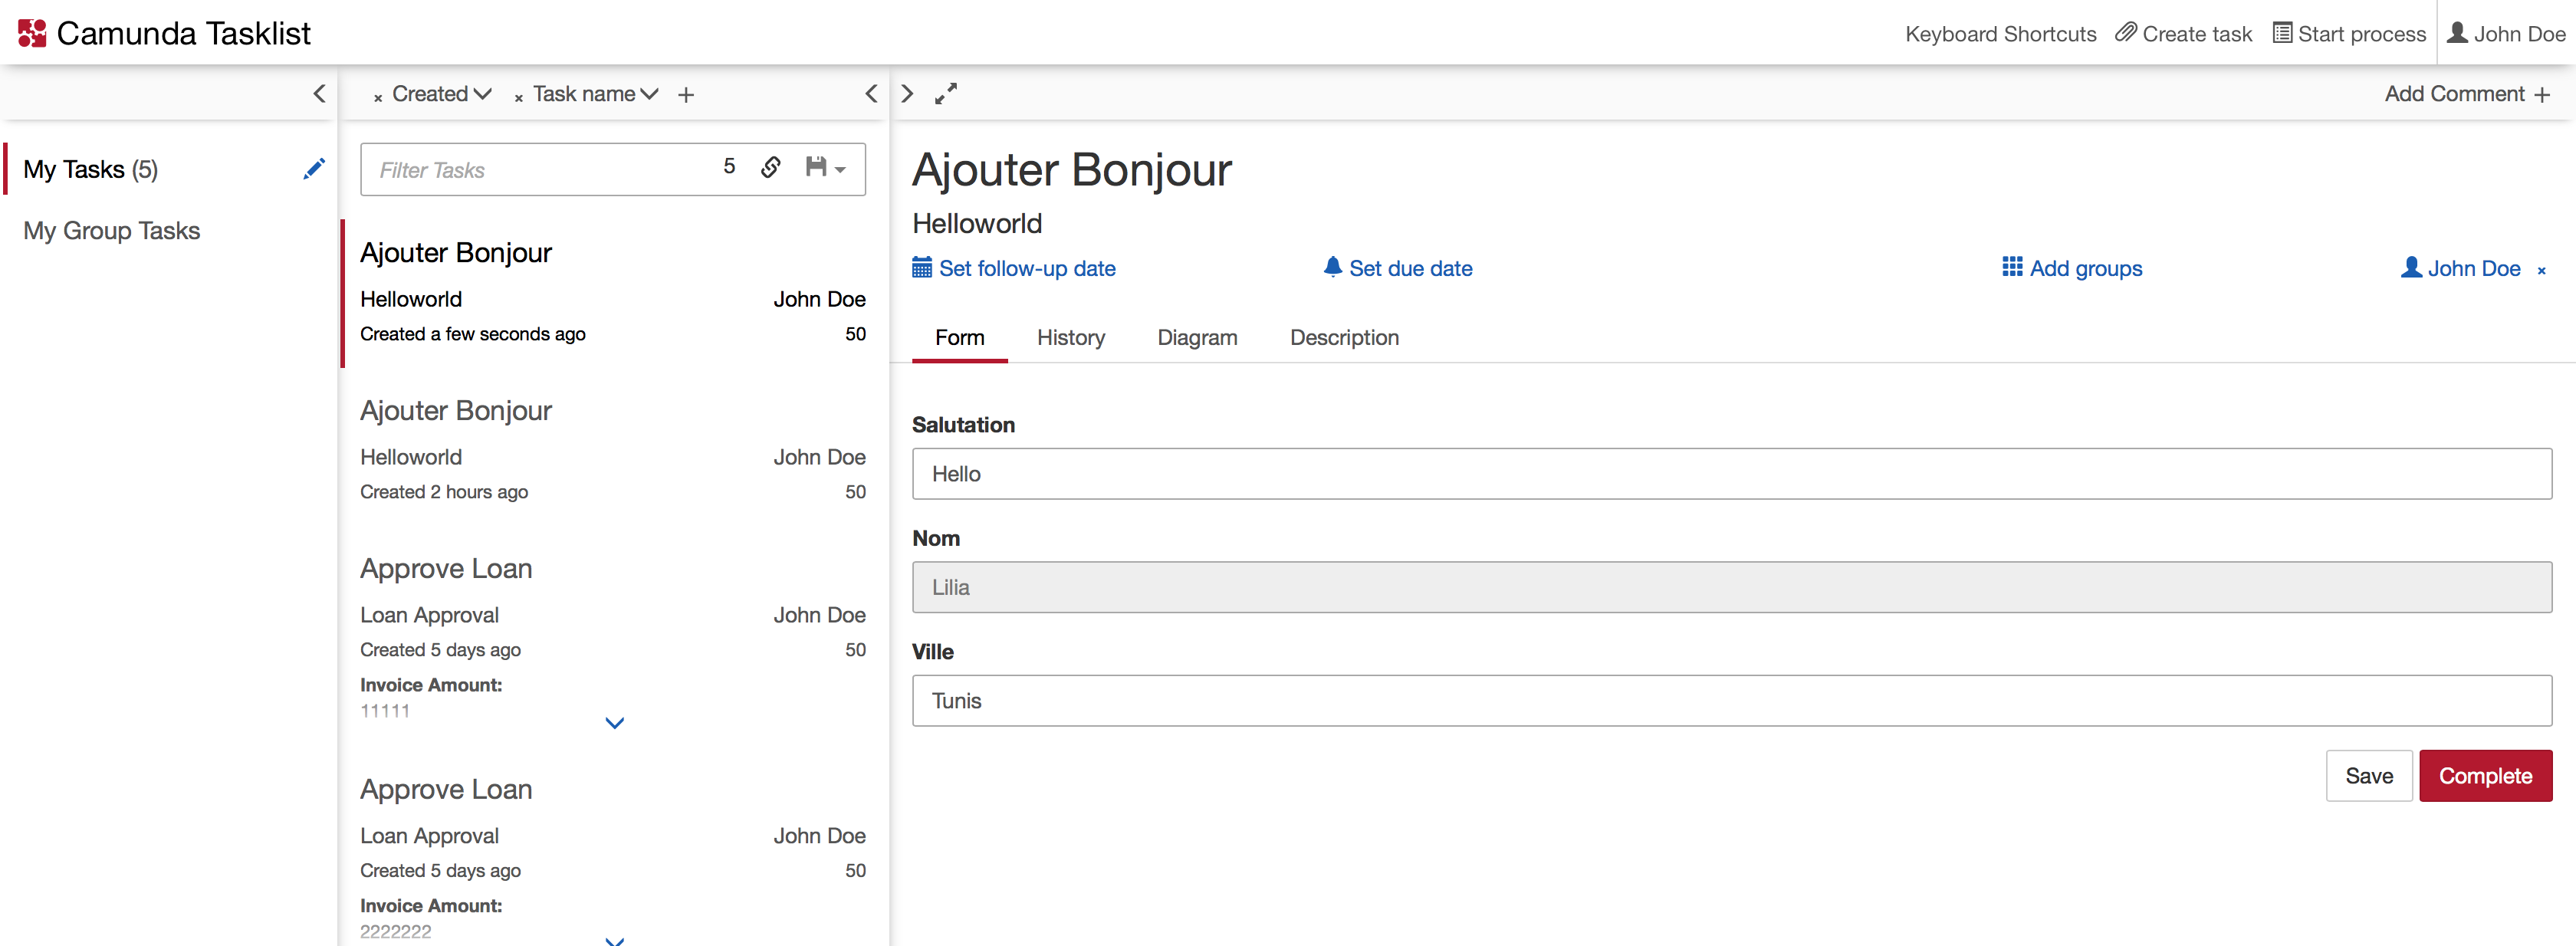 Camunda Tasklist
Keyboard Shortcuts Create task Start process John Doe
× Created × Task name +
Add Comment +
My Tasks (5)
My Group Tasks
Filter Tasks 5
Ajouter Bonjour
Helloworld John Doe
Created a few seconds ago 50
Ajouter Bonjour
Helloworld John Doe
Created 2 hours ago 50
Approve Loan
Loan Approval John Doe
Created 5 days ago 50
Invoice Amount:
11111
Approve Loan
Loan Approval John Doe
Created 5 days ago 50
Invoice Amount:
2222222
Ajouter Bonjour
Helloworld
Set follow-up date Set due date Add groups John Doe ×
Form History Diagram Description
Salutation
Hello
Nom
Lilia
Ville
Tunis
Save Complete